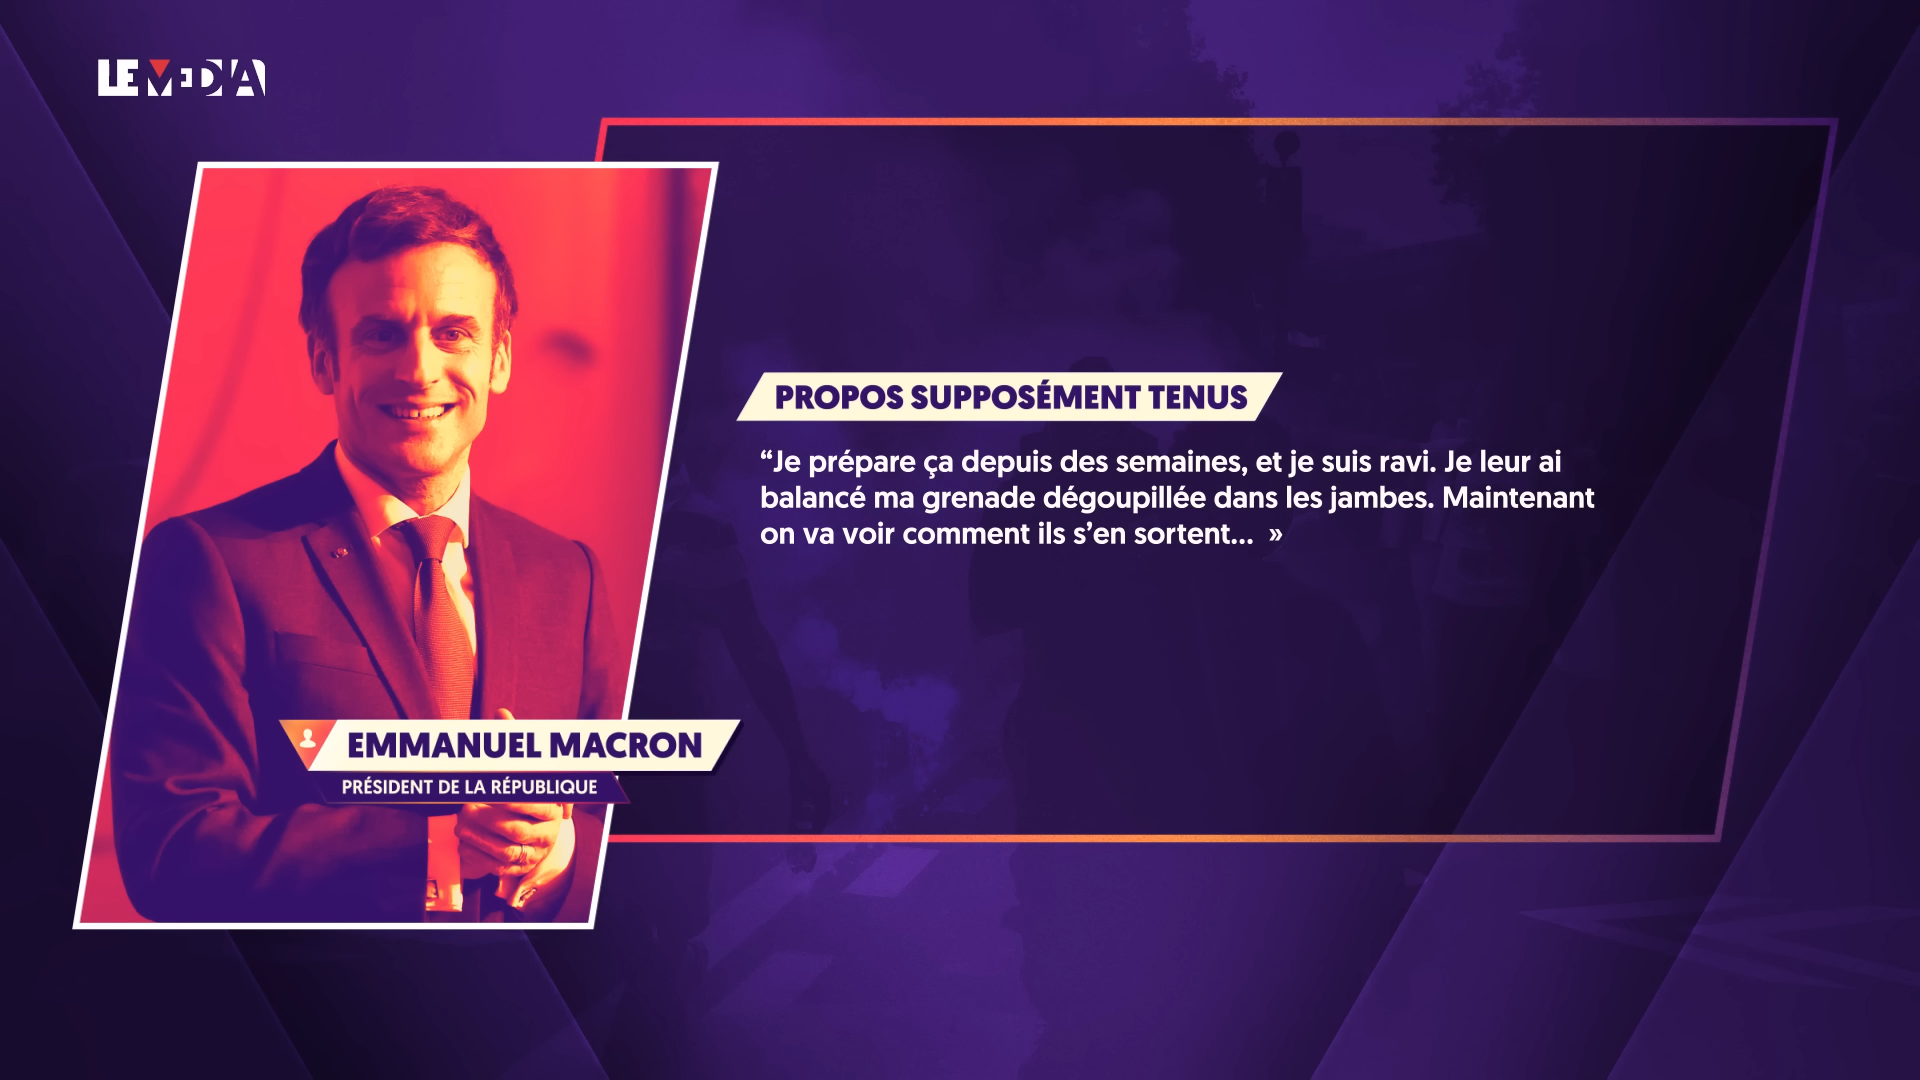 LE MEDIA
PROPOS SUPPOSÉMENT TENUS
“Je prépare ça depuis des semaines, et je suis ravi. Je leur ai
balancé ma grenade dégoupillée dans les jambes. Maintenant
on va voir comment ils s’en sortent... »
EMMANUEL MACRON
PRÉSIDENT DE LA RÉPUBLIQUE